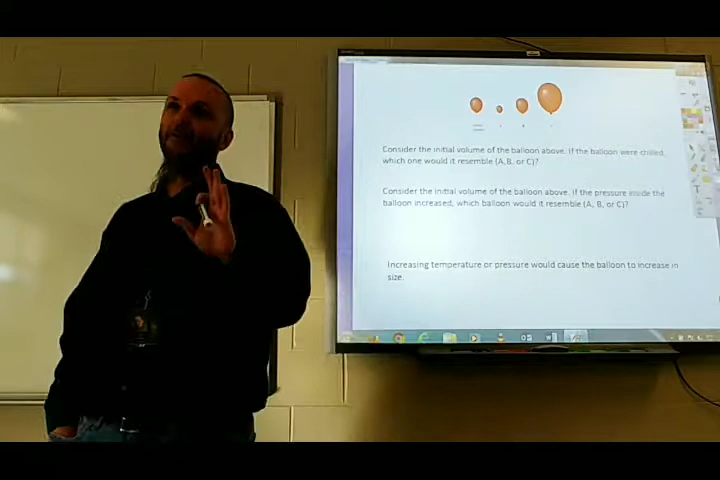 Consider the initial volume of the balloon above. If the balloon were chilled,
which one would it resemble (A,B, or C)?
Consider the initial volume of the balloon above. If the pressure inside the
balloon increased, which balloon would it resemble (A, B, or C)?
Increasing temperature or pressure would cause the balloon to increase in
size.